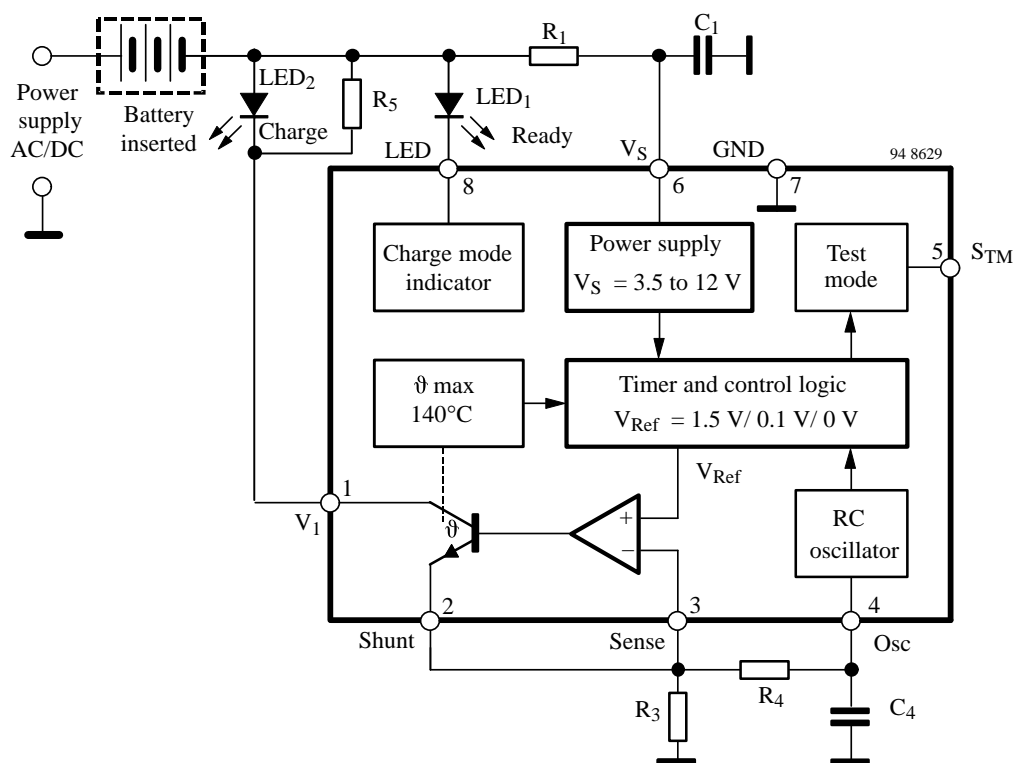 R1
C1
LED2
R5
LED1
Power
supply
AC/DC
Battery
inserted
Charge
Ready
LED
VS
GND
94 8629
8
6
7
Charge mode
indicator
Power supply
VS = 3.5 to 12 V
Test
mode
5
STM
ϑ max
140°C
Timer and control logic
VRef = 1.5 V/ 0.1 V/ 0 V
VRef
1
V1
ϑ
+
−
RC
oscillator
2
3
4
Shunt
Sense
Osc
R3
R4
C4